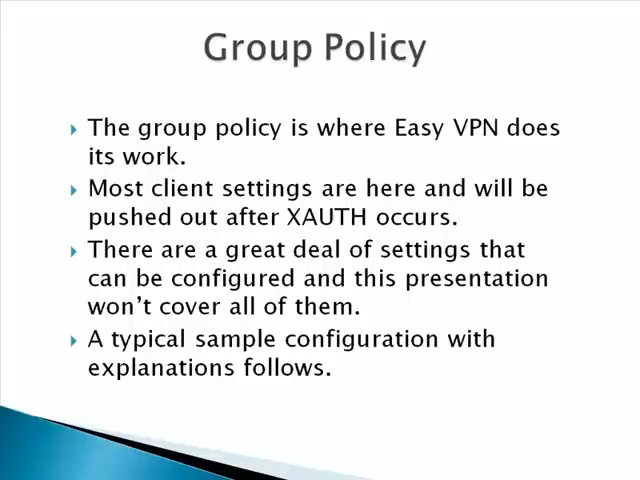 Group Policy
The group policy is where Easy VPN does
its work.
Most client settings are here and will be
pushed out after XAUTH occurs.
There are a great deal of settings that
can be configured and this presentation
won't cover all of them.
A typical sample configuration with
explanations follows.